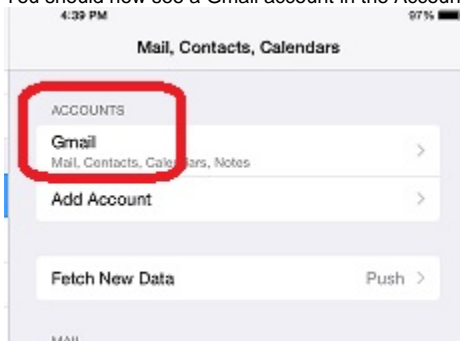 You should now see a Gmail account in the Accoun
4:39 PM 97%
Mail, Contacts, Calendars
ACCOUNTS
Gmail
Mail, Contacts, Calendars, Notes
Add Account
Fetch New Data Push
MAIL